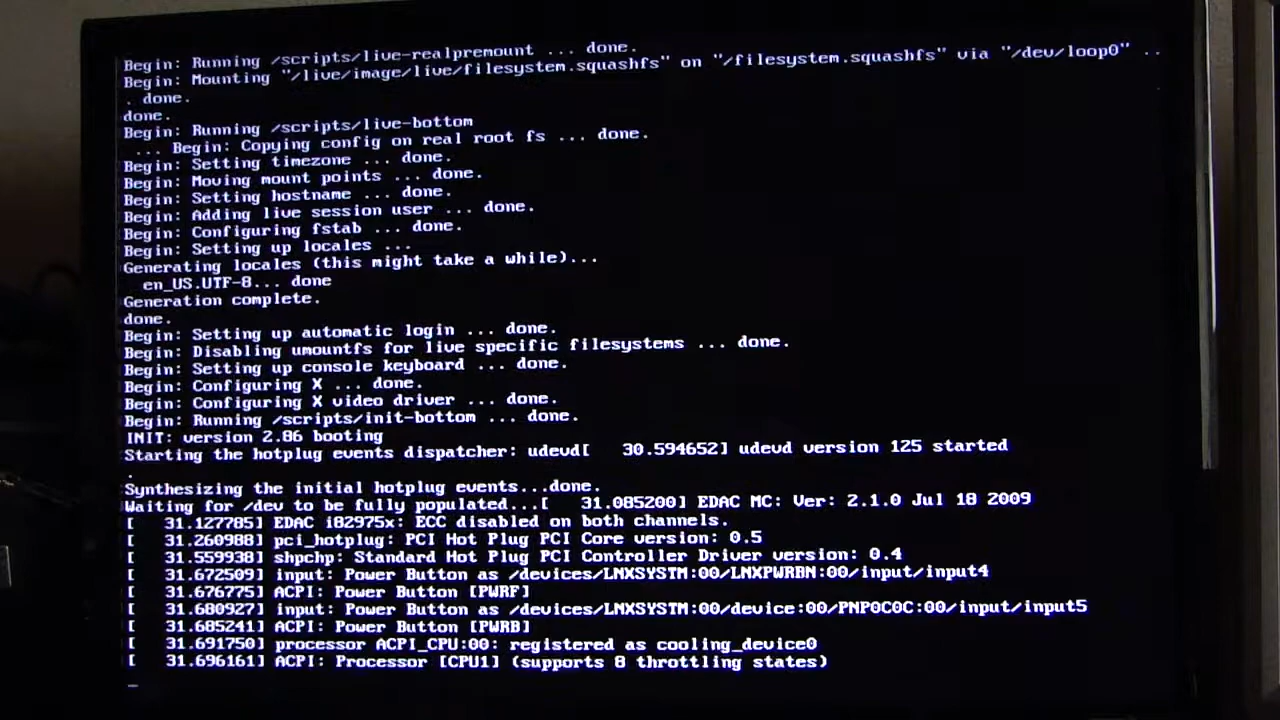 Begin: Running /scripts/live-realpremount ... done.
Begin: Mounting "/live/image/live/filesystem.squashfs" on "/filesystem.squashfs" via "/dev/loop0" ..
. done.
done.
Begin: Running /scripts/live-bottom
 ... Begin: Copying config on real root fs ... done.
Begin: Setting timezone ... done.
Begin: Moving mount points ... done.
Begin: Setting hostname ... done.
Begin: Adding live session user ... done.
Begin: Configuring fstab ... done.
Begin: Setting up locales ...
Generating locales (this might take a while)...
  en_US.UTF-8... done
Generation complete.
done.
Begin: Setting up automatic login ... done.
Begin: Disabling umountfs for live specific filesystems ... done.
Begin: Setting up console keyboard ... done.
Begin: Configuring X ... done.
Begin: Configuring X video driver ... done.
Begin: Running /scripts/init-bottom ... done.
INIT: version 2.86 booting
Starting the hotplug events dispatcher: udevd[   30.594652] udevd version 125 started
.
Synthesizing the initial hotplug events...done.
Waiting for /dev to be fully populated...[   31.085200] EDAC MC: Ver: 2.1.0 Jul 18 2009
[   31.127785] EDAC i82975x: ECC disabled on both channels.
[   31.260988] pci_hotplug: PCI Hot Plug PCI Core version: 0.5
[   31.559938] shpchp: Standard Hot Plug PCI Controller Driver version: 0.4
[   31.672509] input: Power Button as /devices/LNXSYSTM:00/LNXPWRBN:00/input/input4
[   31.676775] ACPI: Power Button [PWRF]
[   31.680927] input: Power Button as /devices/LNXSYSTM:00/device:00/PNP0C0C:00/input/input5
[   31.685241] ACPI: Power Button [PWRB]
[   31.691750] processor ACPI_CPU:00: registered as cooling_device0
[   31.696161] ACPI: Processor [CPU1] (supports 8 throttling states)